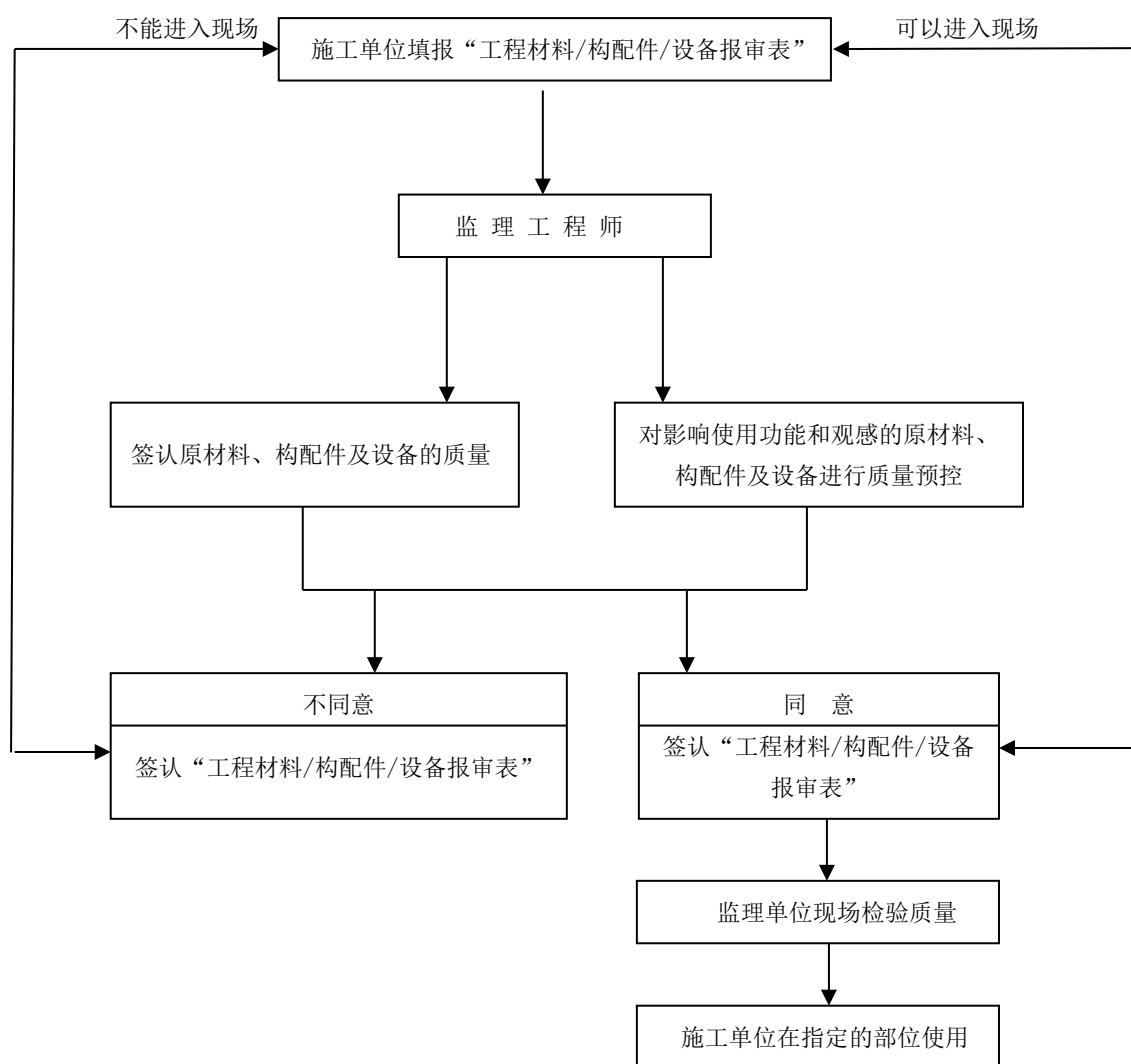 不能进入现场
可以进入现场
施工单位填报“工程材料/构配件/设备报审表”
监 理 工 程 师
签认原材料、构配件及设备的质量
对影响使用功能和观感的原材料、
构配件及设备进行质量预控
不同意
签认“工程材料/构配件/设备报审表”
同 意
签认“工程材料/构配件/设备
报审表”
监理单位现场检验质量
施工单位在指定的部位使用